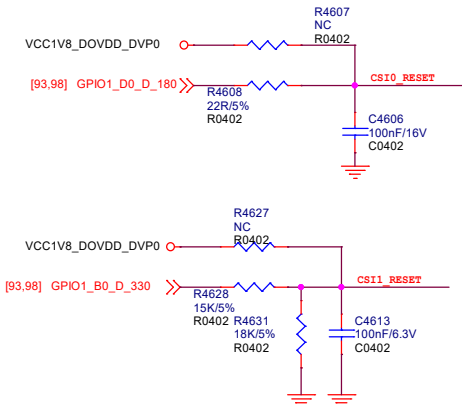 R4607
NC
R0402
VCC1V8_DOVDD_DVP0
[93,98] GPIO1_D0_D_180
CSI0_RESET
R4608
22R/5%
R0402
C4606
100nF/16V
C0402
R4627
NC
R0402
VCC1V8_DOVDD_DVP0
[93,98] GPIO1_B0_D_330
CSI1_RESET
R4628
15K/5%
R0402
R4631
18K/5%
R0402
C4613
100nF/6.3V
C0402